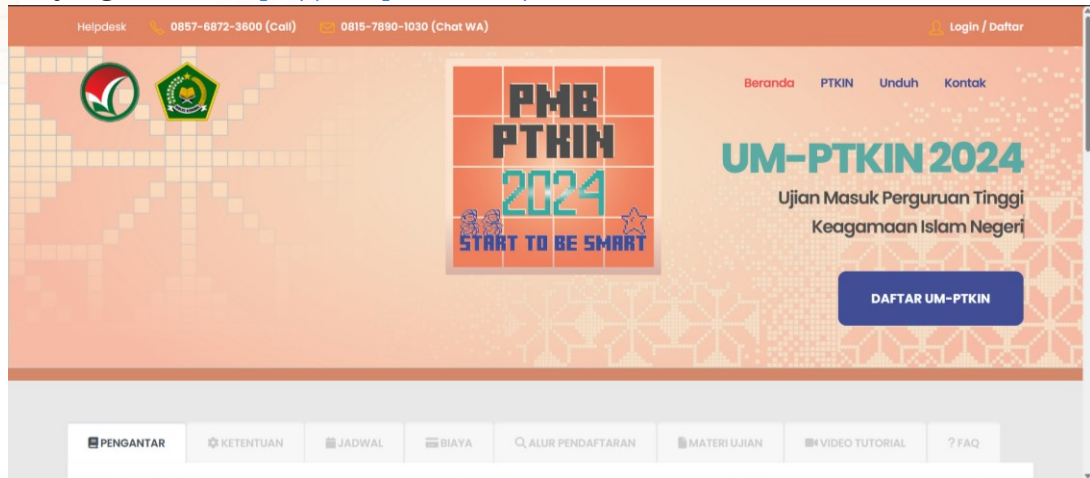 Helpdesk 0857-6872-3600 (Call) 0815-7890-1030 (Chat WA) Login / Daftar
Beranda PTKIN Unduh Kontak
PMB
PTKIN
2024
START TO BE SMART
UM-PTKIN 2024
Ujian Masuk Perguruan Tinggi
Keagamaan Islam Negeri
DAFTAR UM-PTKIN
PENGANTAR KETENTUAN JADWAL BIAYA ALUR PENDAFTARAN MATERI UJIAN VIDEO TUTORIAL ? FAQ